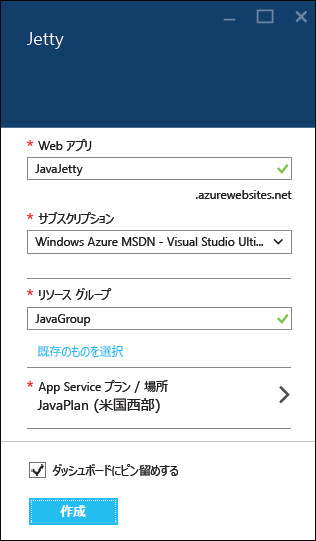 Jetty
* Web アプリ
JavaJetty
.azurewebsites.net
* サブスクリプション
Windows Azure MSDN - Visual Studio Ulti...
* リソース グループ
JavaGroup
既存のものを選択
* App Service プラン / 場所
JavaPlan (米国西部)
ダッシュボードにピン留めする
作成